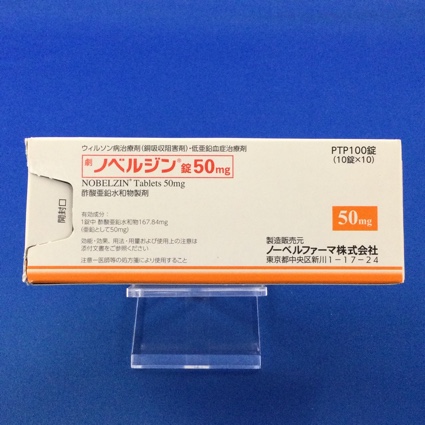 ウィルソン病治療剤(銅吸収阻害剤)・低亜鉛血症治療剤
劇 ノベルジン®錠50mg
NOBELZIN® Tablets 50mg
酢酸亜鉛水和物製剤
有効成分:
1錠中 酢酸亜鉛水和物167.84mg
(亜鉛として50mg)
効能・効果、用法・用量および使用上の注意は
添付文書をご参照ください
注意-医師等の処方箋により使用すること
開封口
PTP100錠
(10錠×10)
50mg
製造販売元
ノーベルファーマ株式会社
東京都中央区新川1-17-24